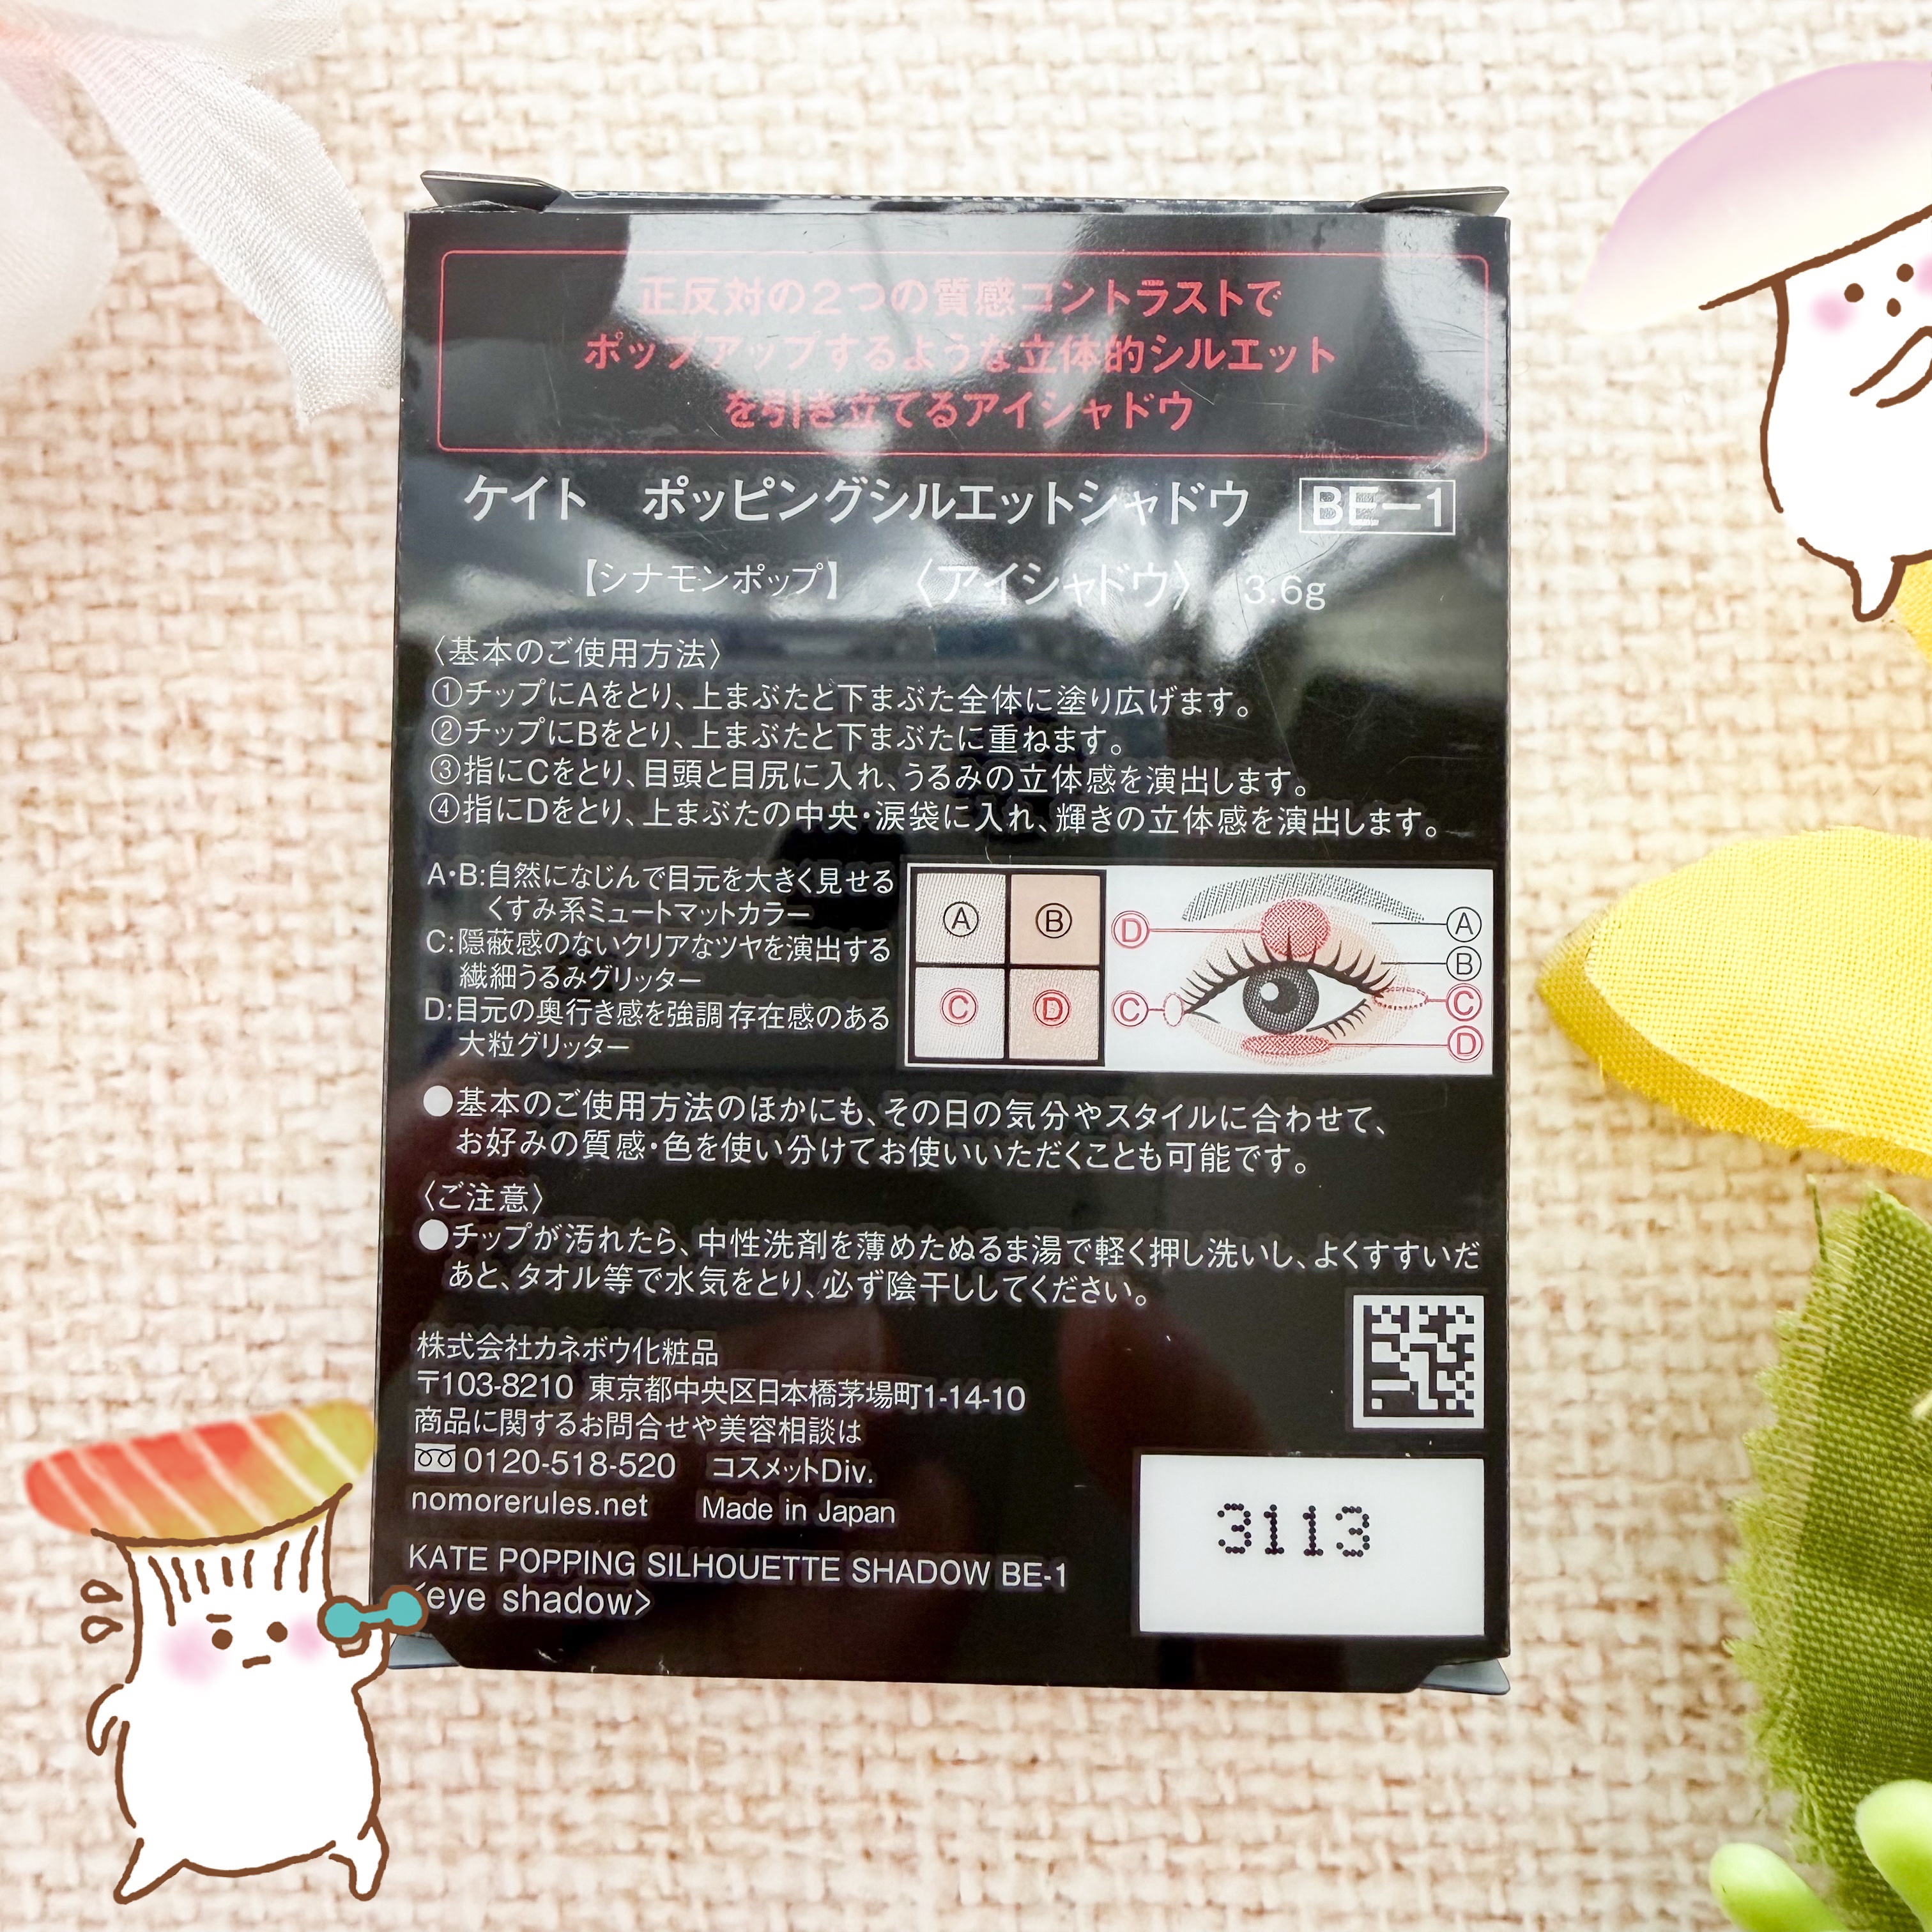 正反対の2つの質感コントラストで
ポップアップするような立体的シルエット
を引き立てるアイシャドウ
ケイト ポッピングシルエットシャドウ BE-1
【シナモンポップ】 〈アイシャドウ〉 3.6g
〈基本のご使用方法〉
①チップにAをとり、上まぶたと下まぶた全体に塗り広げます。
②チップにBをとり、上まぶたと下まぶたに重ねます。
③指にCをとり、目頭と目尻に入れ、うるみの立体感を演出します。
④指にDをとり、上まぶたの中央・涙袋に入れ、輝きの立体感を演出します。
A・B:自然になじんで目元を大きく見せる
くすみ系ミュートマットカラー
C:隠蔽感のないクリアなツヤを演出する
繊細うるみグリッター
D:目元の奥行き感を強調 存在感のある
大粒グリッター
A B
C D
D A
B
C C
D
●基本のご使用方法のほかにも、その日の気分やスタイルに合わせて、
お好みの質感・色を使い分けてお使いいただくことも可能です。
〈ご注意〉
●チップが汚れたら、中性洗剤を薄めたぬるま湯で軽く押し洗いし、よくすすいだ
あと、タオル等で水気をとり、必ず陰干ししてください。
株式会社カネボウ化粧品
〒103-8210 東京都中央区日本橋茅場町1-14-10
商品に関するお問合せや美容相談は
0120-518-520 コスメットDiv.
nomorerules.net Made in Japan
KATE POPPING SILHOUETTE SHADOW BE-1
<eye shadow>
3113